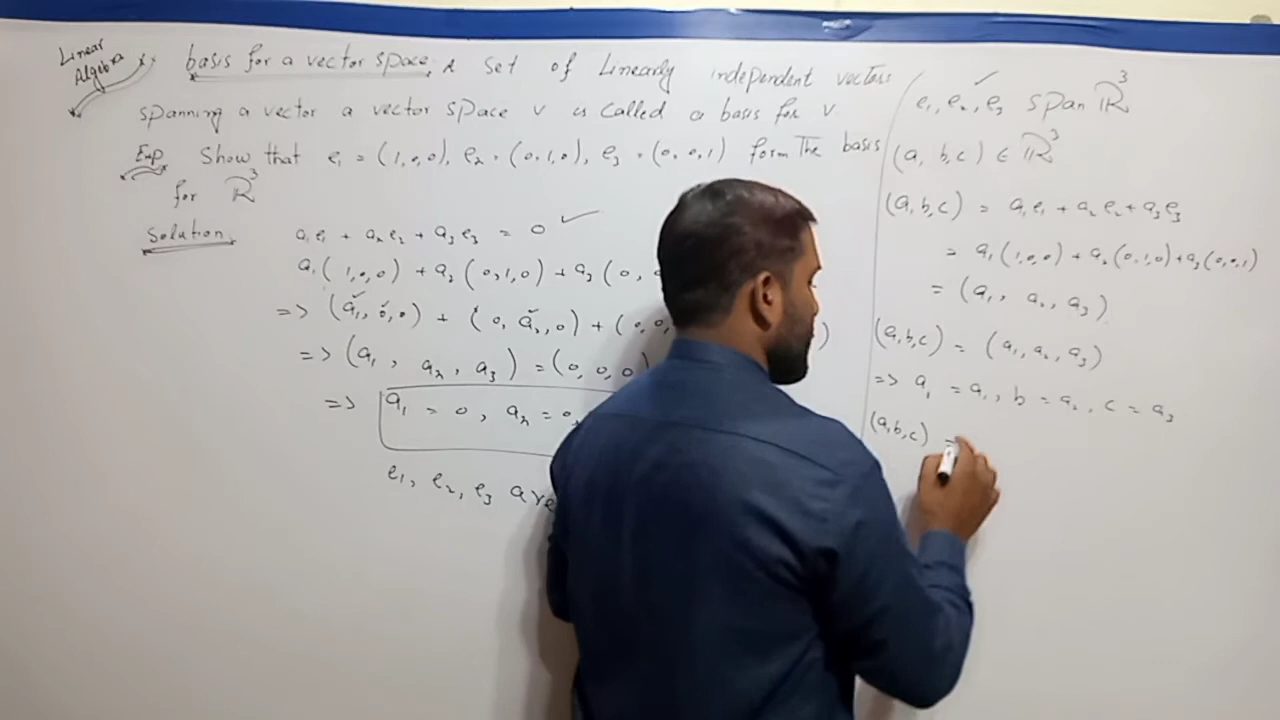 Linear
Algebra
basis for a vector space, A set of Linearly independent vectors
spanning a vector a vector space V is called a basis for V
Exp Show that e₁ = (1,0,0), e₂ = (0,1,0), e₃ = (0,0,1) form The basis
for ℝ³
Solution
a₁e₁ + a₂e₂ + a₃e₃ = 0 ✓
a₁(1,0,0) + a₂(0,1,0) + a₃(0,
=> (a₁,0,0) + (0,a₂,0) + (0,0, )
=> (a₁, a₂, a₃) = (0,0,0)
=> a₁ = 0, a₂ = 0,
e₁, e₂, e₃ are
e₁, e₂, e₃ span ℝ³
(a, b, c) ∈ ℝ³
(a, b, c) = a₁e₁ + a₂e₂ + a₃e₃
= a₁(1,0,0) + a₂(0,1,0) + a₃(0,0,1)
= (a₁, a₂, a₃)
(a,b,c) = (a₁, a₂, a₃)
=> a₁ = a₁, b = a₂, c = a₃
(a,b,c) =